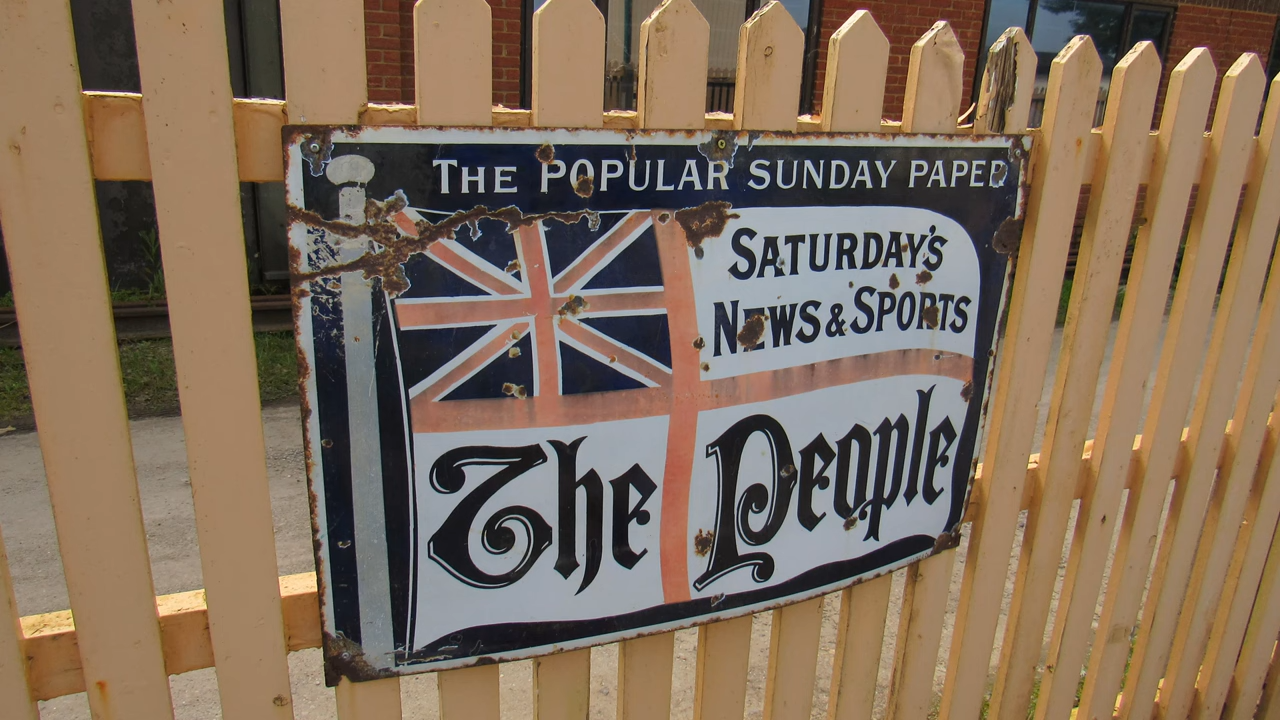 THE POPULAR SUNDAY PAPER
SATURDAY'S
NEWS & SPORTS
The People